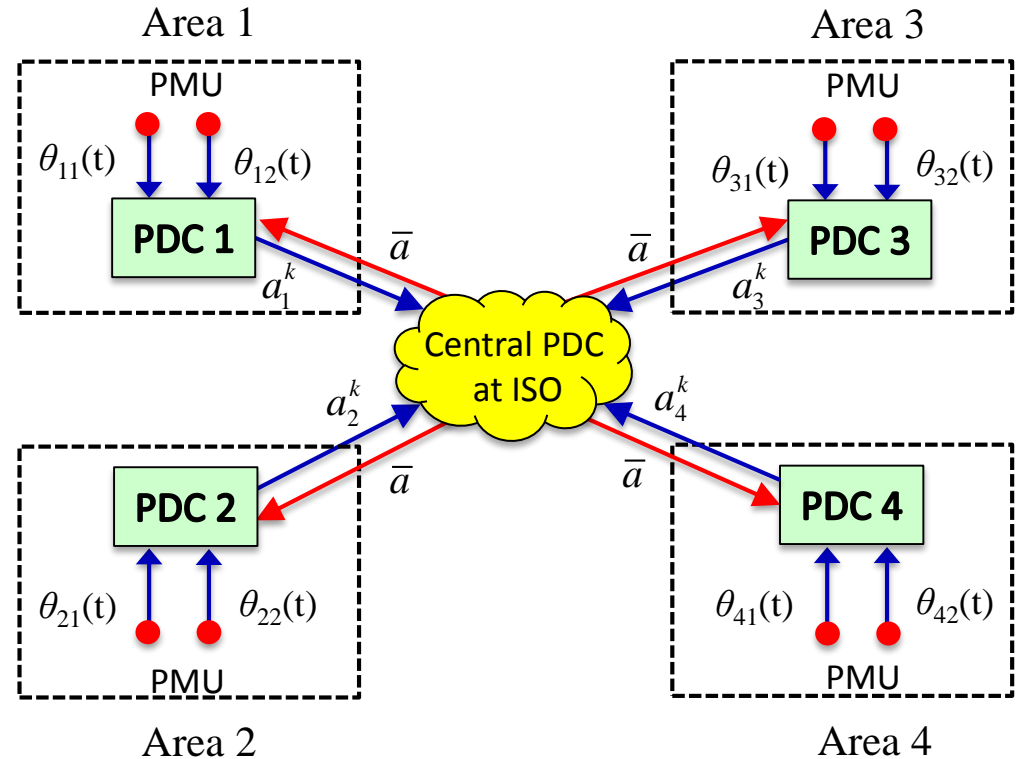 Area 1
PMU
θ₁₁(t)
θ₁₂(t)
PDC 1
a̅
a₁ᵏ
Area 3
PMU
θ₃₁(t)
θ₃₂(t)
PDC 3
a̅
a₃ᵏ
Central PDC
at ISO
a₂ᵏ
a̅
PDC 2
θ₂₁(t)
θ₂₂(t)
PMU
Area 2
a₄ᵏ
a̅
PDC 4
θ₄₁(t)
θ₄₂(t)
PMU
Area 4